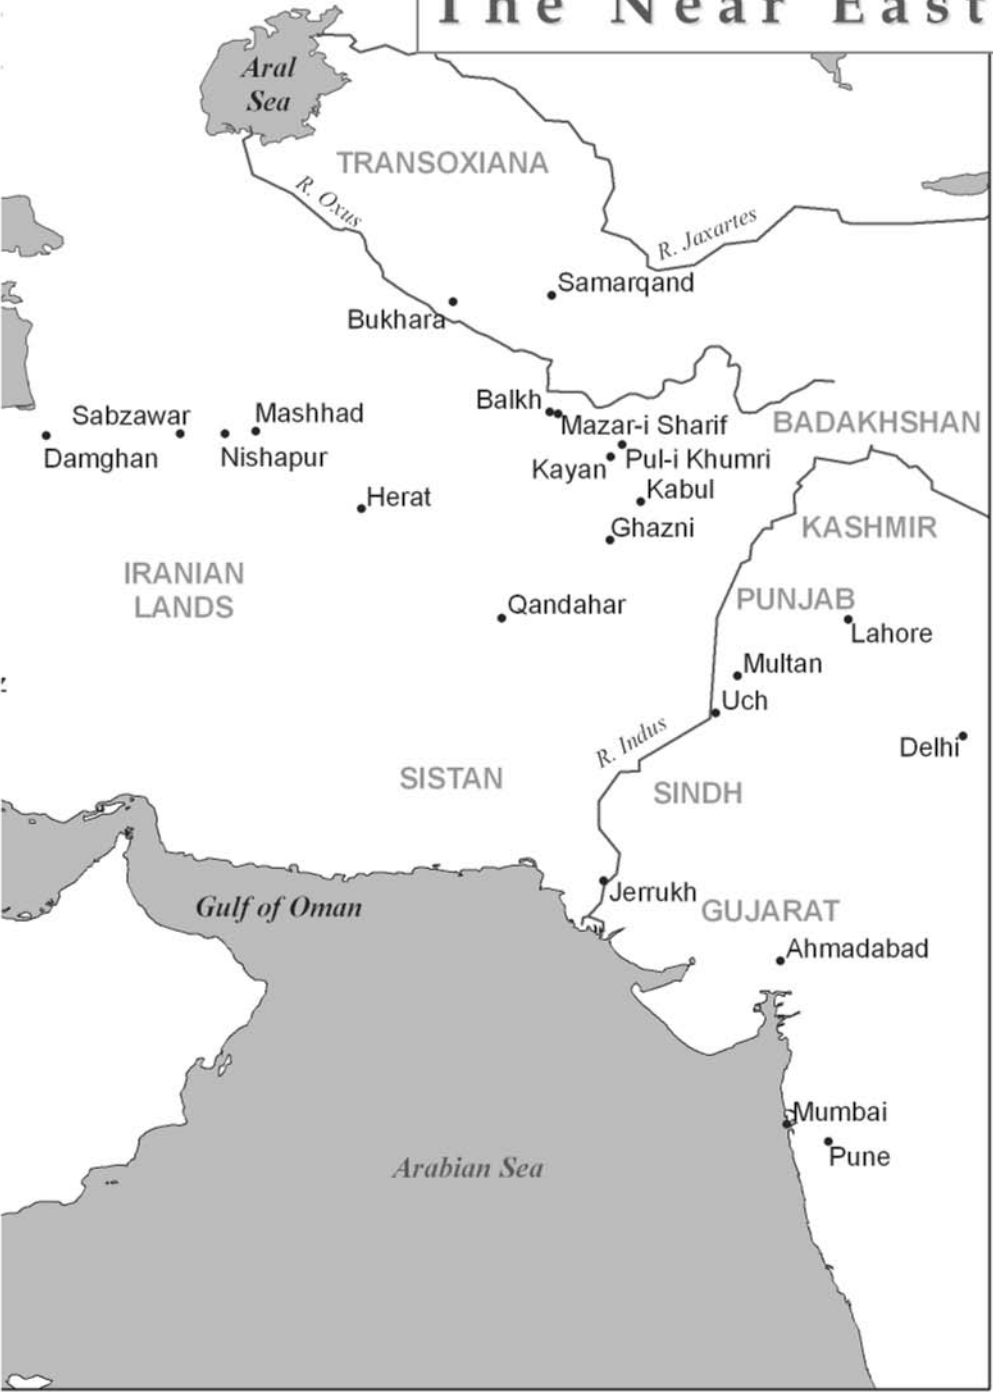 The Near East
Aral
Sea
TRANSOXIANA
R. Oxus
R. Jaxartes
Samarqand
Bukhara
Balkh
Mazar-i Sharif
BADAKHSHAN
Sabzawar
Mashhad
Damghan
Nishapur
Pul-i Khumri
Kayan
Kabul
Herat
Ghazni
KASHMIR
IRANIAN
LANDS
PUNJAB
Qandahar
Lahore
Multan
Uch
R. Indus
Delhi
SISTAN
SINDH
Jerrukh
Gulf of Oman
GUJARAT
Ahmadabad
Mumbai
Pune
Arabian Sea